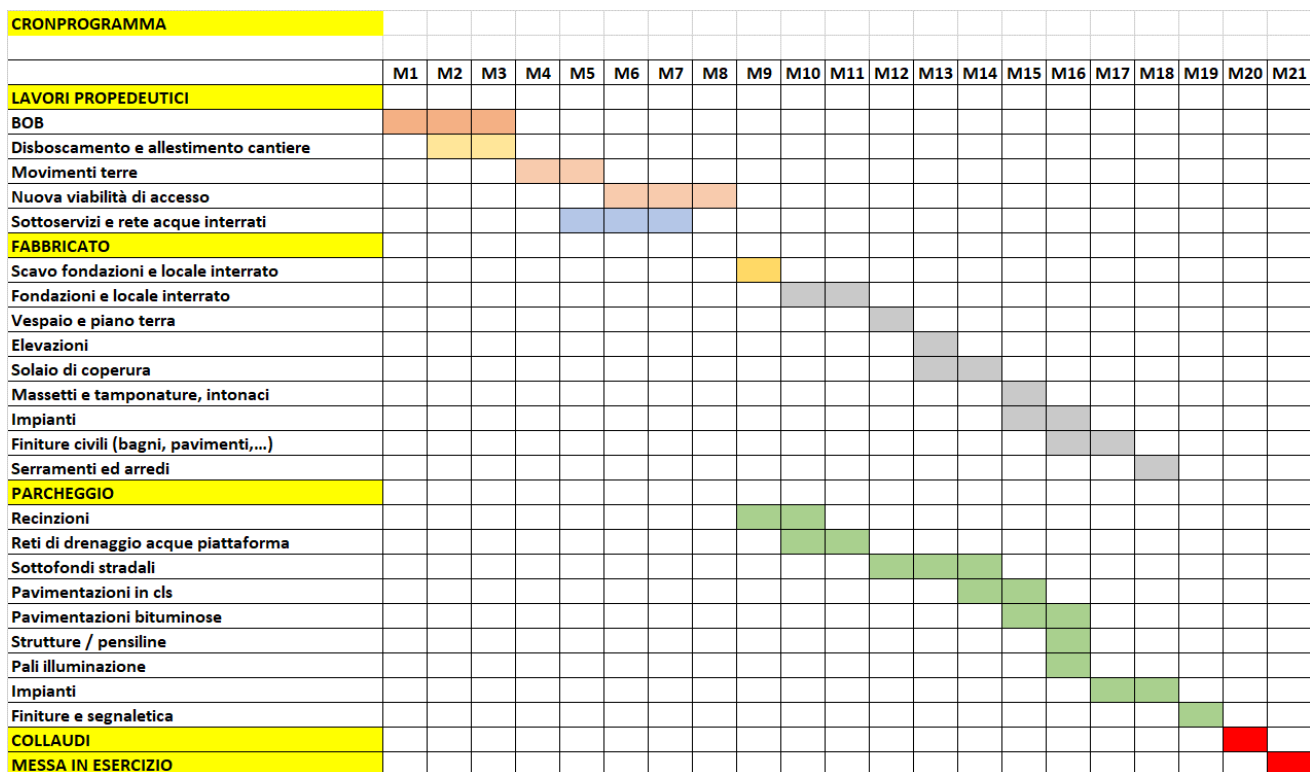 CRONPROGRAMMA
M1 M2 M3 M4 M5 M6 M7 M8 M9 M10 M11 M12 M13 M14 M15 M16 M17 M18 M19 M20 M21
LAVORI PROPEDEUTICI
BOB
Disboscamento e allestimento cantiere
Movimenti terre
Nuova viabilità di accesso
Sottoservizi e rete acque interrati
FABBRICATO
Scavo fondazioni e locale interrato
Fondazioni e locale interrato
Vespaio e piano terra
Elevazioni
Solaio di coperura
Massetti e tamponature, intonaci
Impianti
Finiture civili (bagni, pavimenti,...)
Serramenti ed arredi
PARCHEGGIO
Recinzioni
Reti di drenaggio acque piattaforma
Sottofondi stradali
Pavimentazioni in cls
Pavimentazioni bituminose
Strutture / pensiline
Pali illuminazione
Impianti
Finiture e segnaletica
COLLAUDI
MESSA IN ESERCIZIO